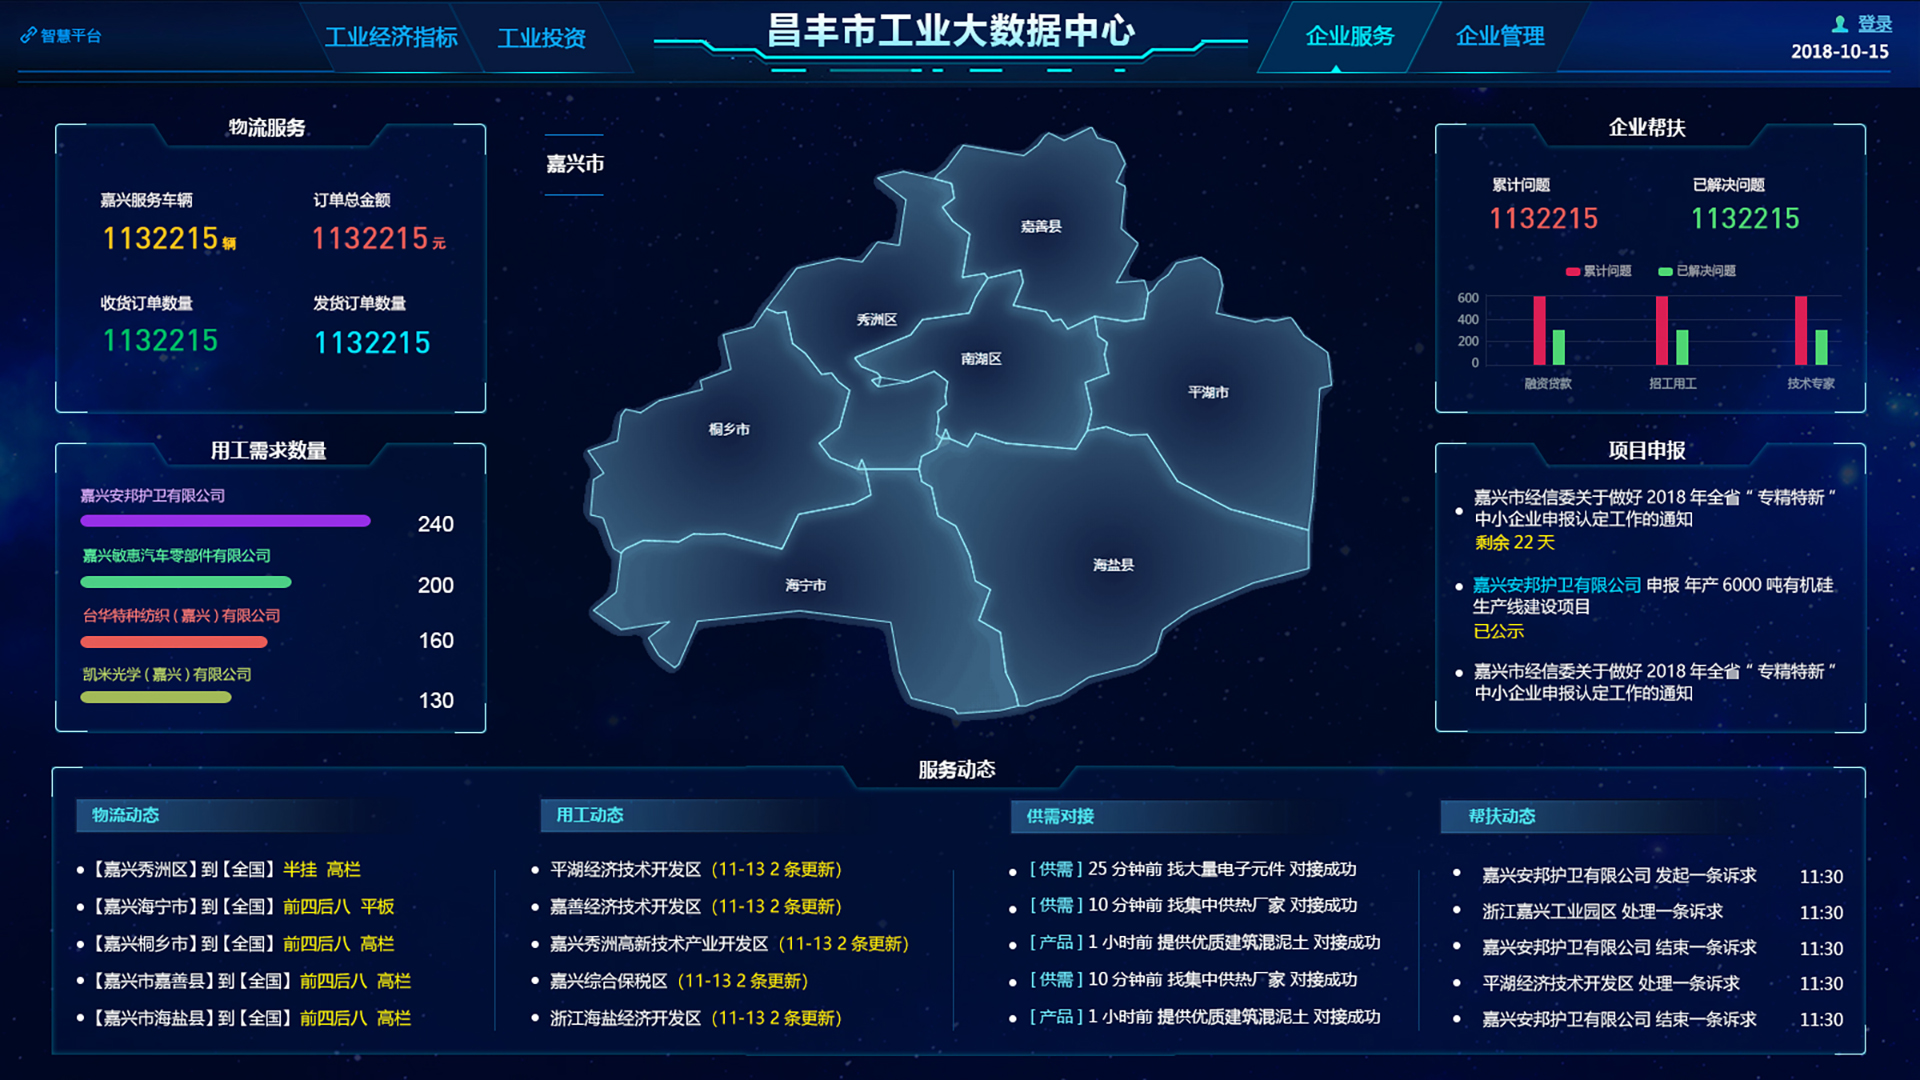 智慧平台
工业经济指标
工业投资
昌丰市工业大数据中心
企业服务
企业管理
登录
2018-10-15
物流服务
嘉兴服务车辆
订单总金额
1132215 辆
1132215 元
收货订单数量
发货订单数量
1132215
1132215
用工需求数量
嘉兴安邦护卫有限公司
240
嘉兴敏惠汽车零部件有限公司
200
台华特种纺织（嘉兴）有限公司
160
凯米光学（嘉兴）有限公司
130
嘉兴市
嘉善县
秀洲区
南湖区
平湖市
桐乡市
海盐县
海宁市
企业帮扶
累计问题
已解决问题
1132215
1132215
累计问题
已解决问题
600
400
200
0
融资贷款
招工用工
技术专家
项目申报
嘉兴市经信委关于做好 2018 年全省“ 专精特新 ”
中小企业申报认定工作的通知
剩余 22 天
嘉兴安邦护卫有限公司 申报 年产 6000 吨有机硅
生产线建设项目
已公示
嘉兴市经信委关于做好 2018 年全省“ 专精特新 ”
中小企业申报认定工作的通知
服务动态
物流动态
【嘉兴秀洲区】到【全国】 半挂 高栏
【嘉兴海宁市】到【全国】 前四后八 平板
【嘉兴桐乡市】到【全国】 前四后八 高栏
【嘉兴市嘉善县】到【全国】 前四后八 高栏
【嘉兴市海盐县】到【全国】 前四后八 高栏
用工动态
平湖经济技术开发区（11-13 2 条更新）
嘉善经济技术开发区（11-13 2 条更新）
嘉兴秀洲高新技术产业开发区（11-13 2 条更新）
嘉兴综合保税区（11-13 2 条更新）
浙江海盐经济开发区（11-13 2 条更新）
供需对接
[ 供需 ] 25 分钟前 找大量电子元件 对接成功
[ 供需 ] 10 分钟前 找集中供热厂家 对接成功
[ 产品 ] 1 小时前 提供优质建筑混泥土 对接成功
[ 供需 ] 10 分钟前 找集中供热厂家 对接成功
[ 产品 ] 1 小时前 提供优质建筑混泥土 对接成功
帮扶动态
嘉兴安邦护卫有限公司 发起一条诉求 11:30
浙江嘉兴工业园区 处理一条诉求 11:30
嘉兴安邦护卫有限公司 结束一条诉求 11:30
平湖经济技术开发区 处理一条诉求 11:30
嘉兴安邦护卫有限公司 结束一条诉求 11:30